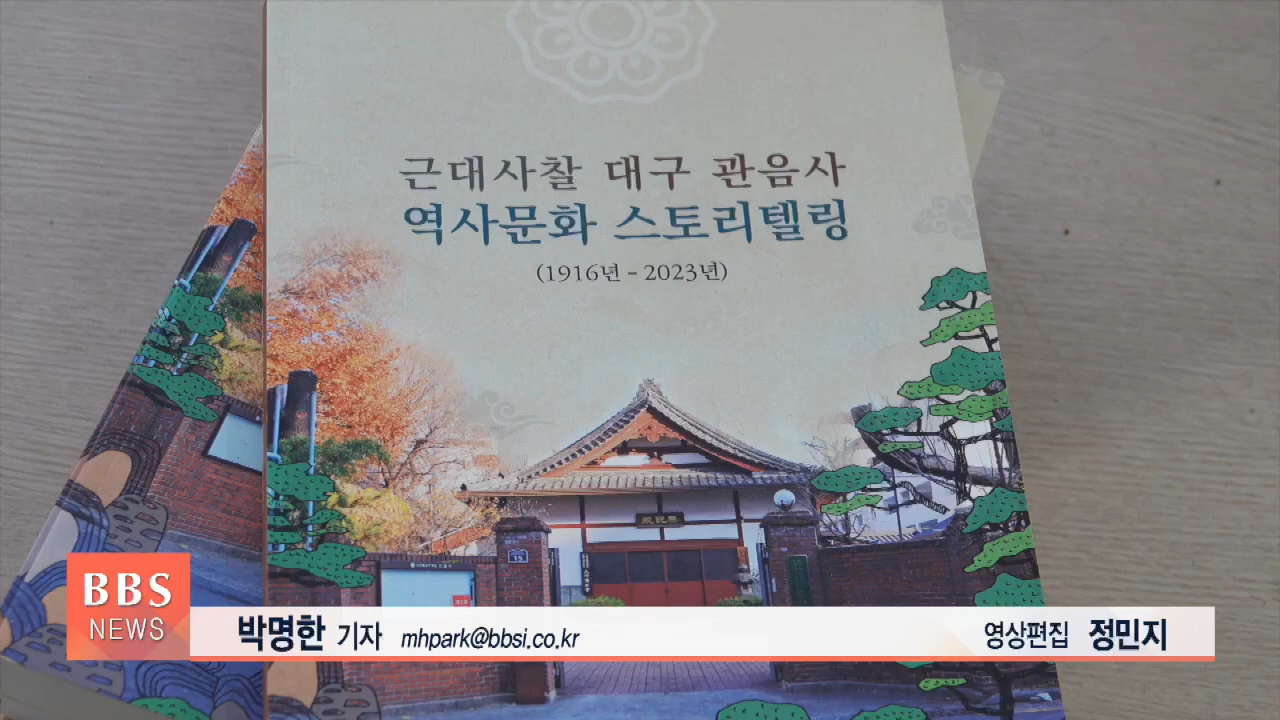 근대사찰 대구 관음사
역사문화 스토리텔링
(1916년 - 2023년)
15
BBS
NEWS
박명한 기자 mhpark@bbsi.co.kr
영상편집 정민지